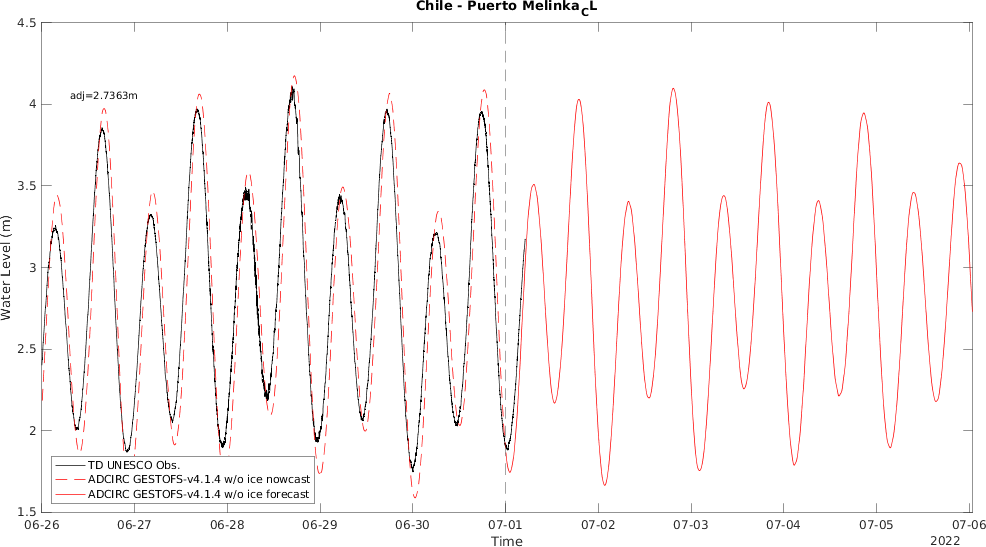 Chile - Puerto Melinka_CL
4.5
4
3.5
3
2.5
2
1.5
Water Level (m)
adj=2.7363m
TD UNESCO Obs.
ADCIRC GESTOFS-v4.1.4 w/o ice nowcast
ADCIRC GESTOFS-v4.1.4 w/o ice forecast
06-26 06-27 06-28 06-29 06-30 07-01 07-02 07-03 07-04 07-05 07-06
Time
2022